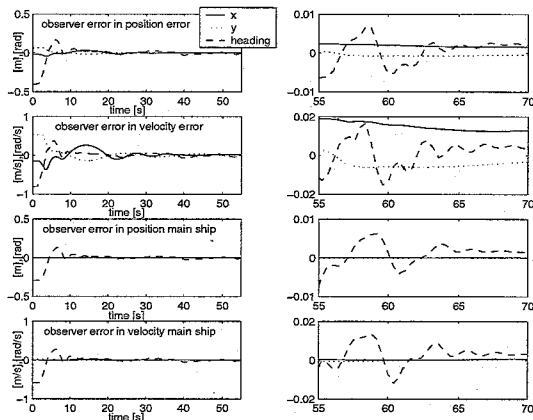 observer error in position error
x
y
heading
[m],[rad]
0.5
0
−0.5
0 10 20 30 40 50
time [s]
0.01
0
−0.01
55 60 65 70
observer error in velocity error
[m/s],[rad/s]
1
0
−1
0 10 20 30 40 50
time [s]
0.02
0
−0.02
55 60 65 70
observer error in position main ship
[m],[rad]
0.5
0
−0.5
0 10 20 30 40 50
time [s]
0.01
0
−0.01
55 60 65 70
observer error in velocity main ship
[m/s],[rad/s]
1
0
−1
0 10 20 30 40 50
time [s]
0.02
0
−0.02
55 60 65 70